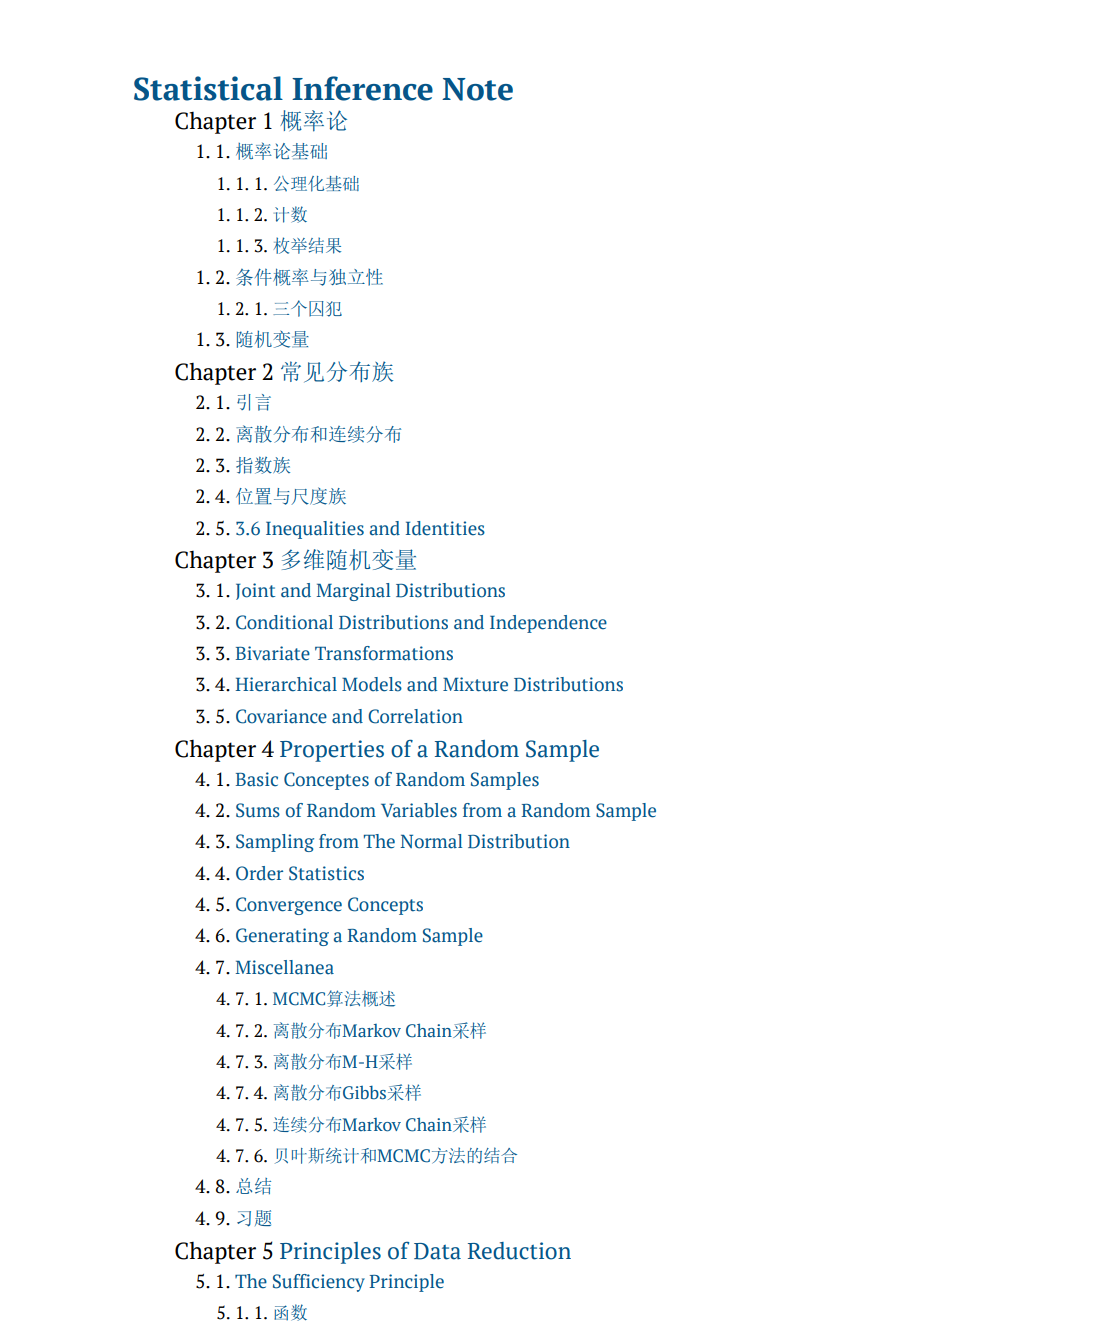 Statistical Inference Note
Chapter 1 概率论
1. 1. 概率论基础
1. 1. 1. 公理化基础
1. 1. 2. 计数
1. 1. 3. 枚举结果
1. 2. 条件概率与独立性
1. 2. 1. 三个囚犯
1. 3. 随机变量
Chapter 2 常见分布族
2. 1. 引言
2. 2. 离散分布和连续分布
2. 3. 指数族
2. 4. 位置与尺度族
2. 5. 3.6 Inequalities and Identities
Chapter 3 多维随机变量
3. 1. Joint and Marginal Distributions
3. 2. Conditional Distributions and Independence
3. 3. Bivariate Transformations
3. 4. Hierarchical Models and Mixture Distributions
3. 5. Covariance and Correlation
Chapter 4 Properties of a Random Sample
4. 1. Basic Conceptes of Random Samples
4. 2. Sums of Random Variables from a Random Sample
4. 3. Sampling from The Normal Distribution
4. 4. Order Statistics
4. 5. Convergence Concepts
4. 6. Generating a Random Sample
4. 7. Miscellanea
4. 7. 1. MCMC算法概述
4. 7. 2. 离散分布Markov Chain采样
4. 7. 3. 离散分布M-H采样
4. 7. 4. 离散分布Gibbs采样
4. 7. 5. 连续分布Markov Chain采样
4. 7. 6. 贝叶斯统计和MCMC方法的结合
4. 8. 总结
4. 9. 习题
Chapter 5 Principles of Data Reduction
5. 1. The Sufficiency Principle
5. 1. 1. 函数